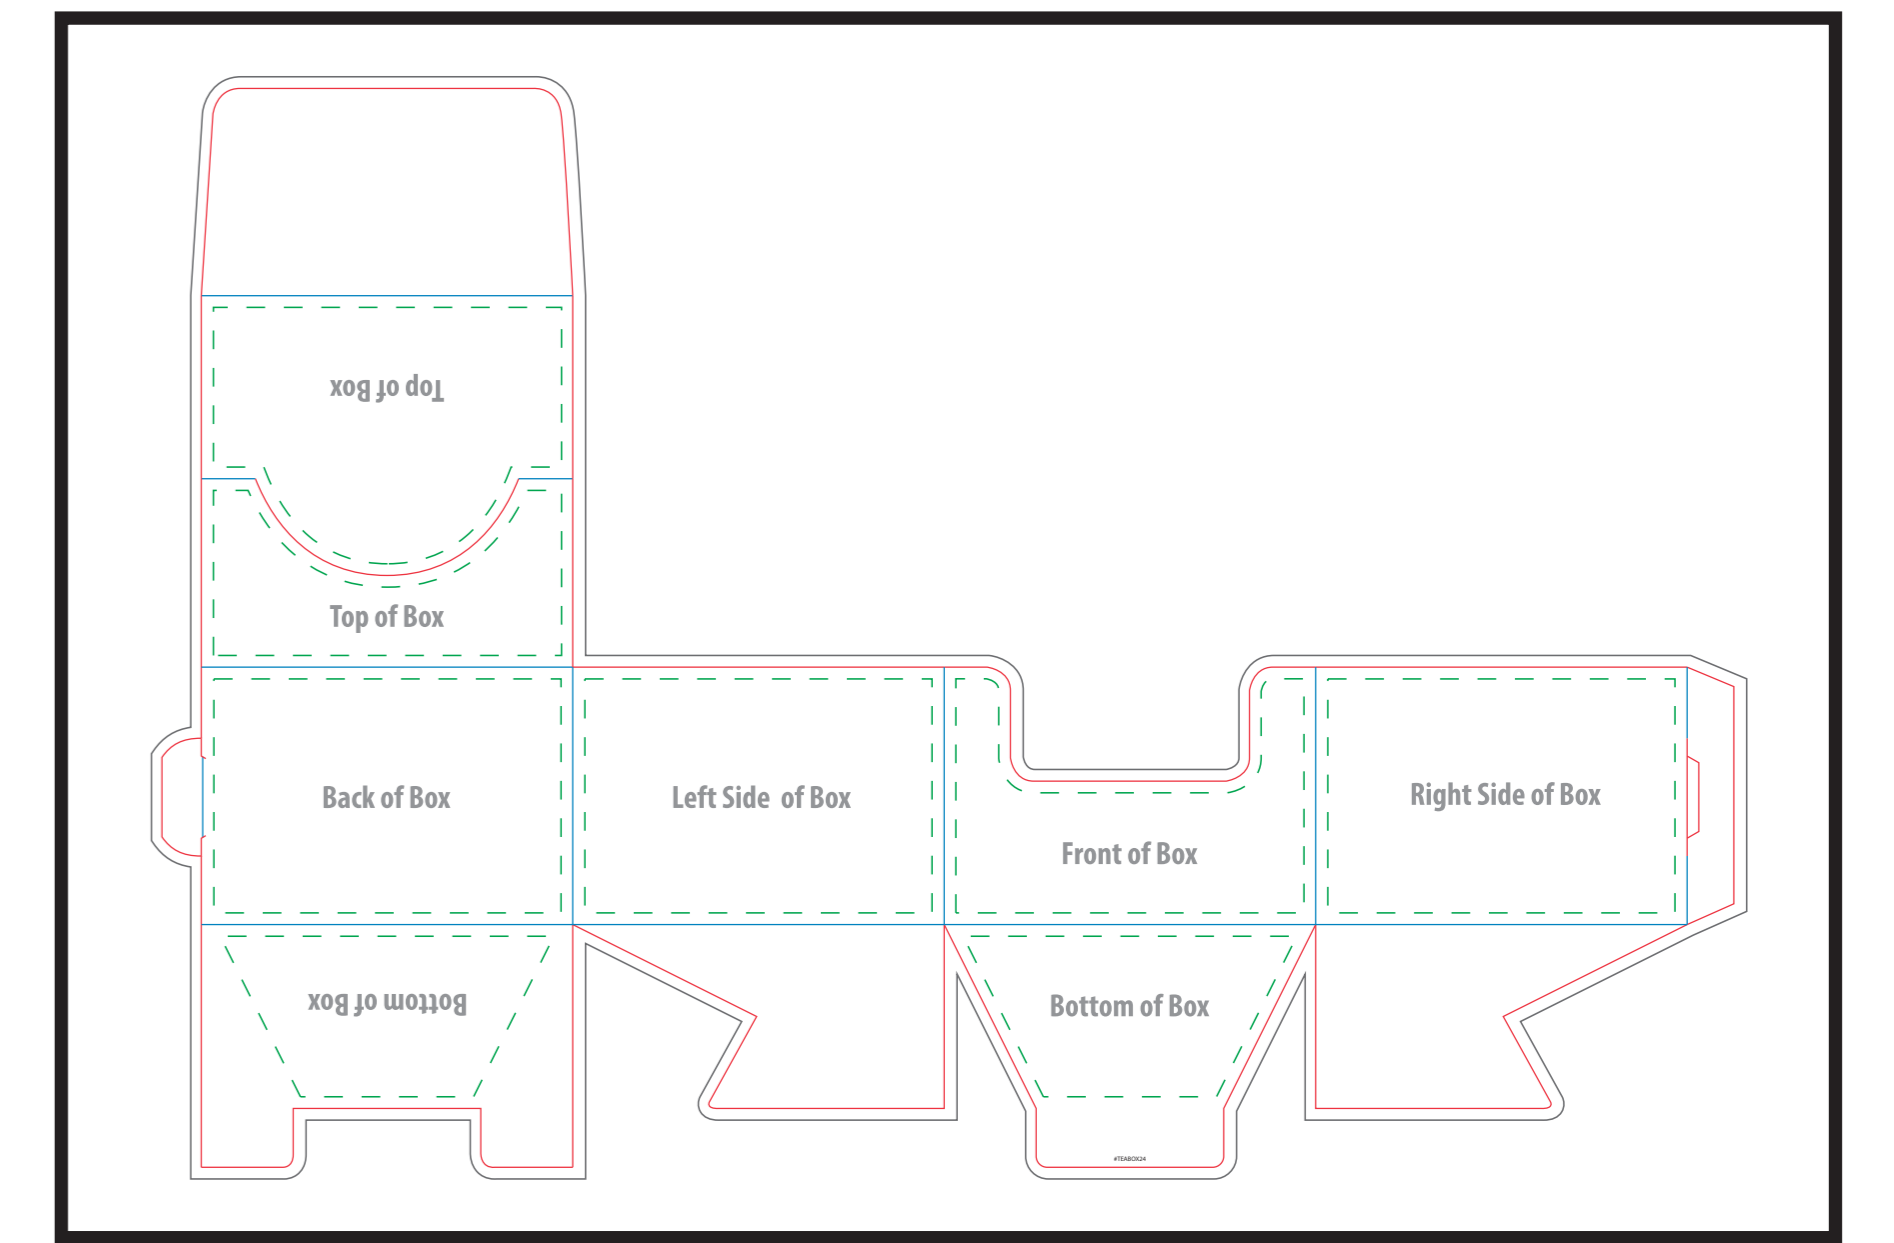 Top of Box
Top of Box
Back of Box
Left Side of Box
Front of Box
Right Side of Box
Bottom of Box
Bottom of Box
#TEABOX24